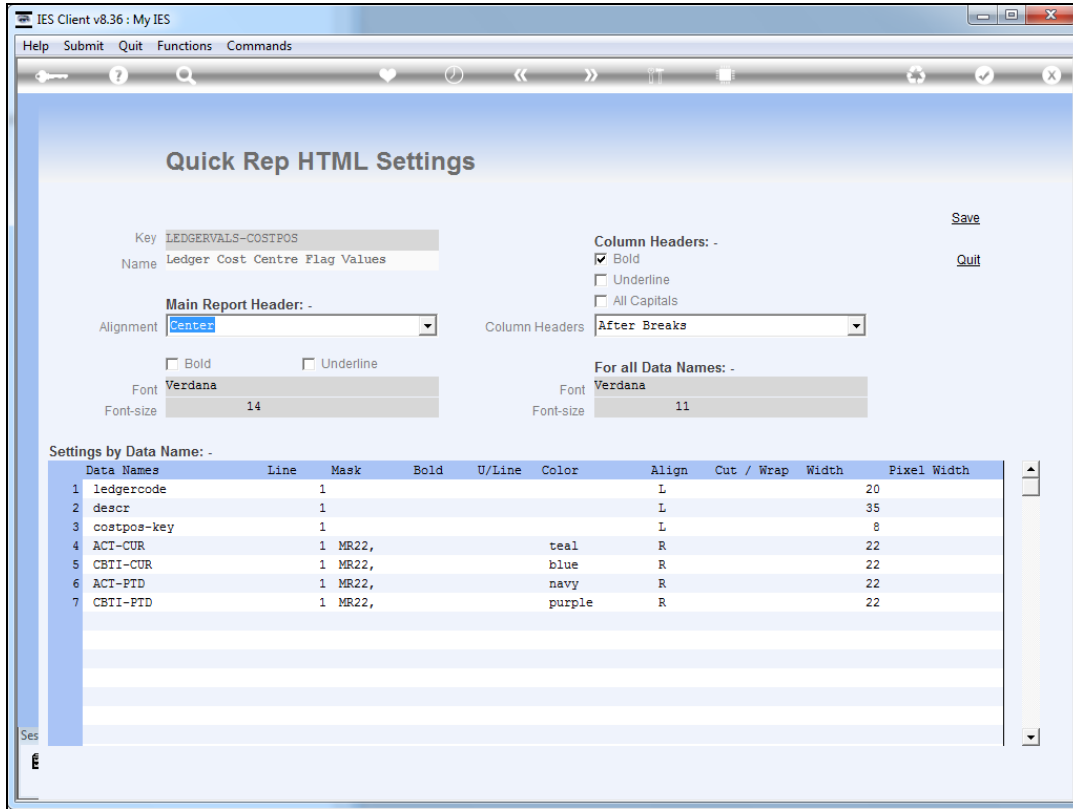 IES Client v8.36 : My IES
Help Submit Quit Functions Commands
Quick Rep HTML Settings
Save
Key LEDGERVALS-COSTPOS
Column Headers: -
Name Ledger Cost Centre Flag Values
Bold
Quit
Underline
Main Report Header: -
All Capitals
Alignment Center
Column Headers After Breaks
Bold Underline
For all Data Names: -
Font Verdana
Font Verdana
Font-size 14
Font-size 11
Settings by Data Name: -
Data Names Line Mask Bold U/Line Color Align Cut / Wrap Width Pixel Width
1 ledgercode 1 L 20
2 descr 1 L 35
3 costpos-key 1 L 8
4 ACT-CUR 1 MR22, teal R 22
5 CBTI-CUR 1 MR22, blue R 22
6 ACT-PTD 1 MR22, navy R 22
7 CBTI-PTD 1 MR22, purple R 22
Ses